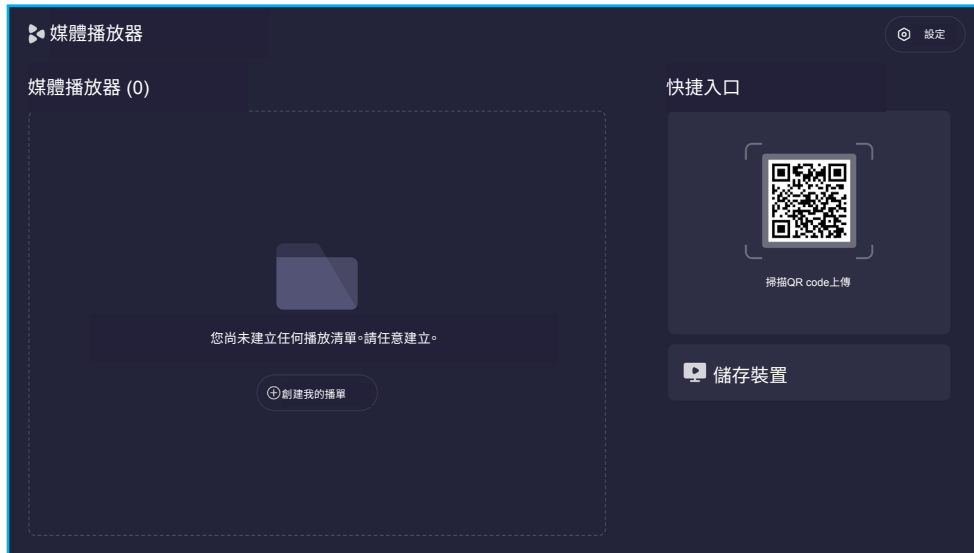 媒體播放器
設定
媒體播放器 (0)
快捷入口
掃描QR code上傳
您尚未建立任何播放清單。請任意建立。
創建我的播單
儲存裝置